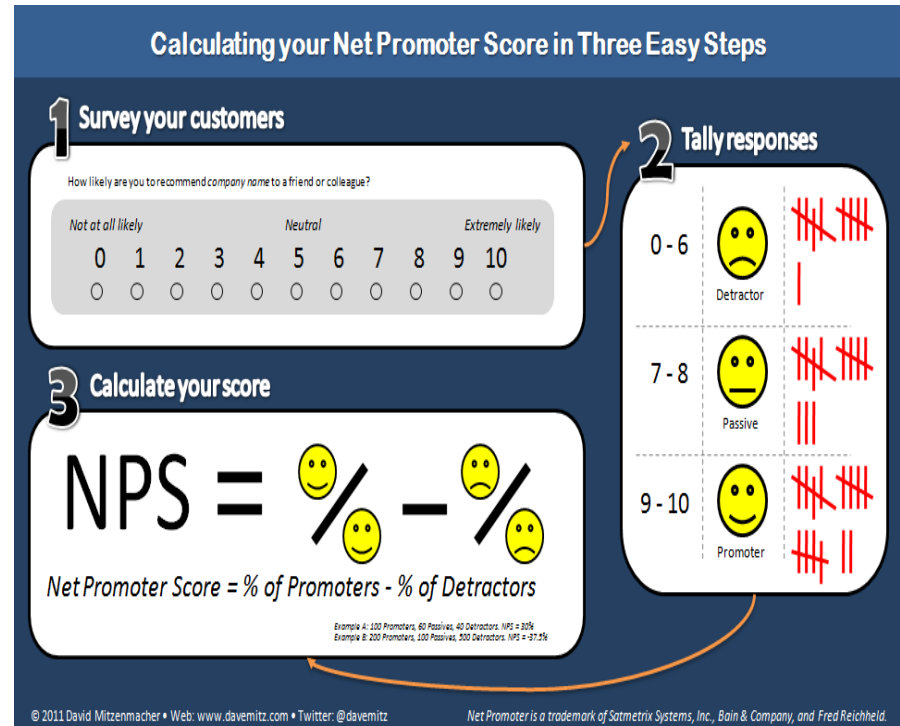 Calculating your Net Promoter Score in Three Easy Steps
1 Survey your customers
How likely are you to recommend company name to a friend or colleague?
Not at all likely Neutral Extremely likely
0 1 2 3 4 5 6 7 8 9 10
2 Tally responses
0 - 6
Detractor
7 - 8
Passive
9 - 10
Promoter
3 Calculate your score
NPS = % - %
Net Promoter Score = % of Promoters - % of Detractors
Example A: 100 Promoters, 60 Passives, 40 Detractors. NPS = 30%
Example B: 200 Promoters, 100 Passives, 500 Detractors. NPS = -37.5%
© 2011 David Mitzenmacher • Web: www.davemitz.com • Twitter: @davemitz
Net Promoter is a trademark of Satmetrix Systems, Inc., Bain & Company, and Fred Reichheld.